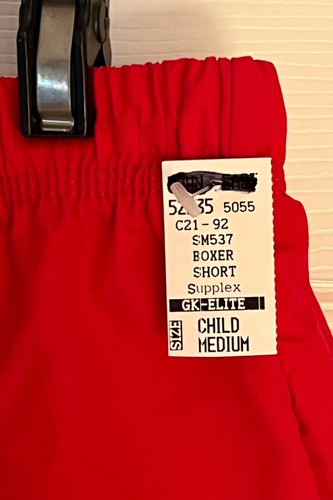 5055
C21-92
SM537
BOXER
SHORT
Supplex
GK-ELITE
SIZE
CHILD
MEDIUM